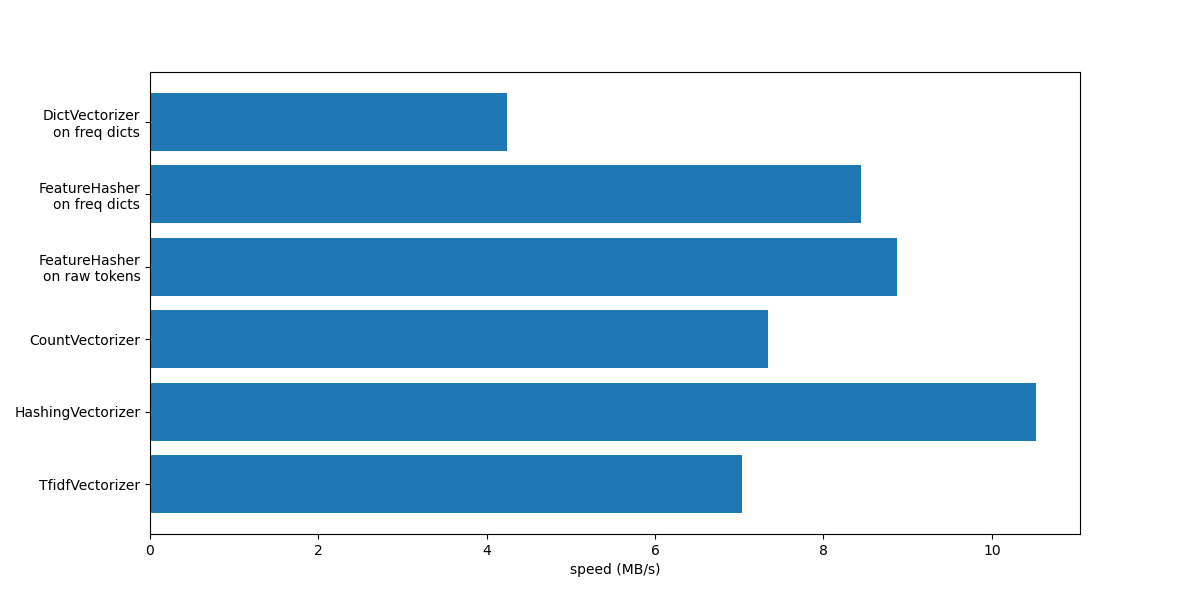 DictVectorizer
on freq dicts
FeatureHasher
on freq dicts
FeatureHasher
on raw tokens
CountVectorizer
HashingVectorizer
TfidfVectorizer
0 2 4 6 8 10
speed (MB/s)